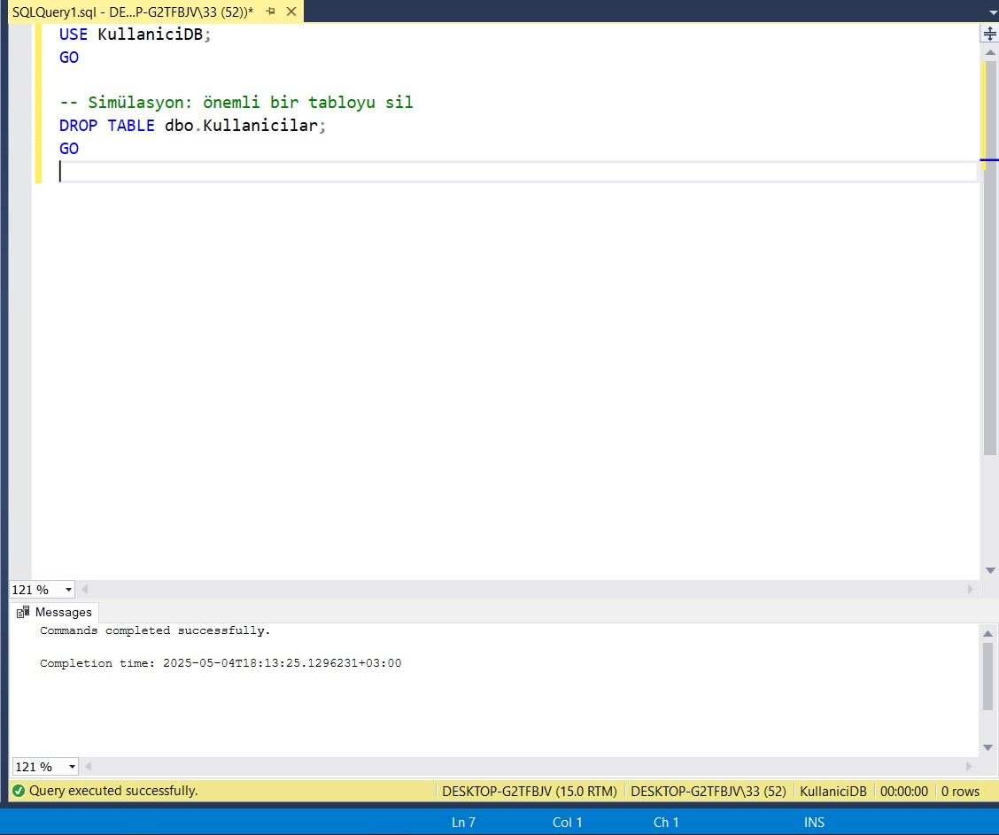 SQLQuery1.sql - DE...P-G2TFBJV\33 (52))*
USE KullaniciDB;
GO
-- Simülasyon: önemli bir tabloyu sil
DROP TABLE dbo.Kullanicilar;
GO
121 %
Messages
Commands completed successfully.
Completion time: 2025-05-04T18:13:25.1296231+03:00
121 %
Query executed successfully. DESKTOP-G2TFBJV (15.0 RTM) DESKTOP-G2TFBJV\33 (52) KullaniciDB 00:00:00 0 rows
Ln 7 Col 1 Ch 1 INS